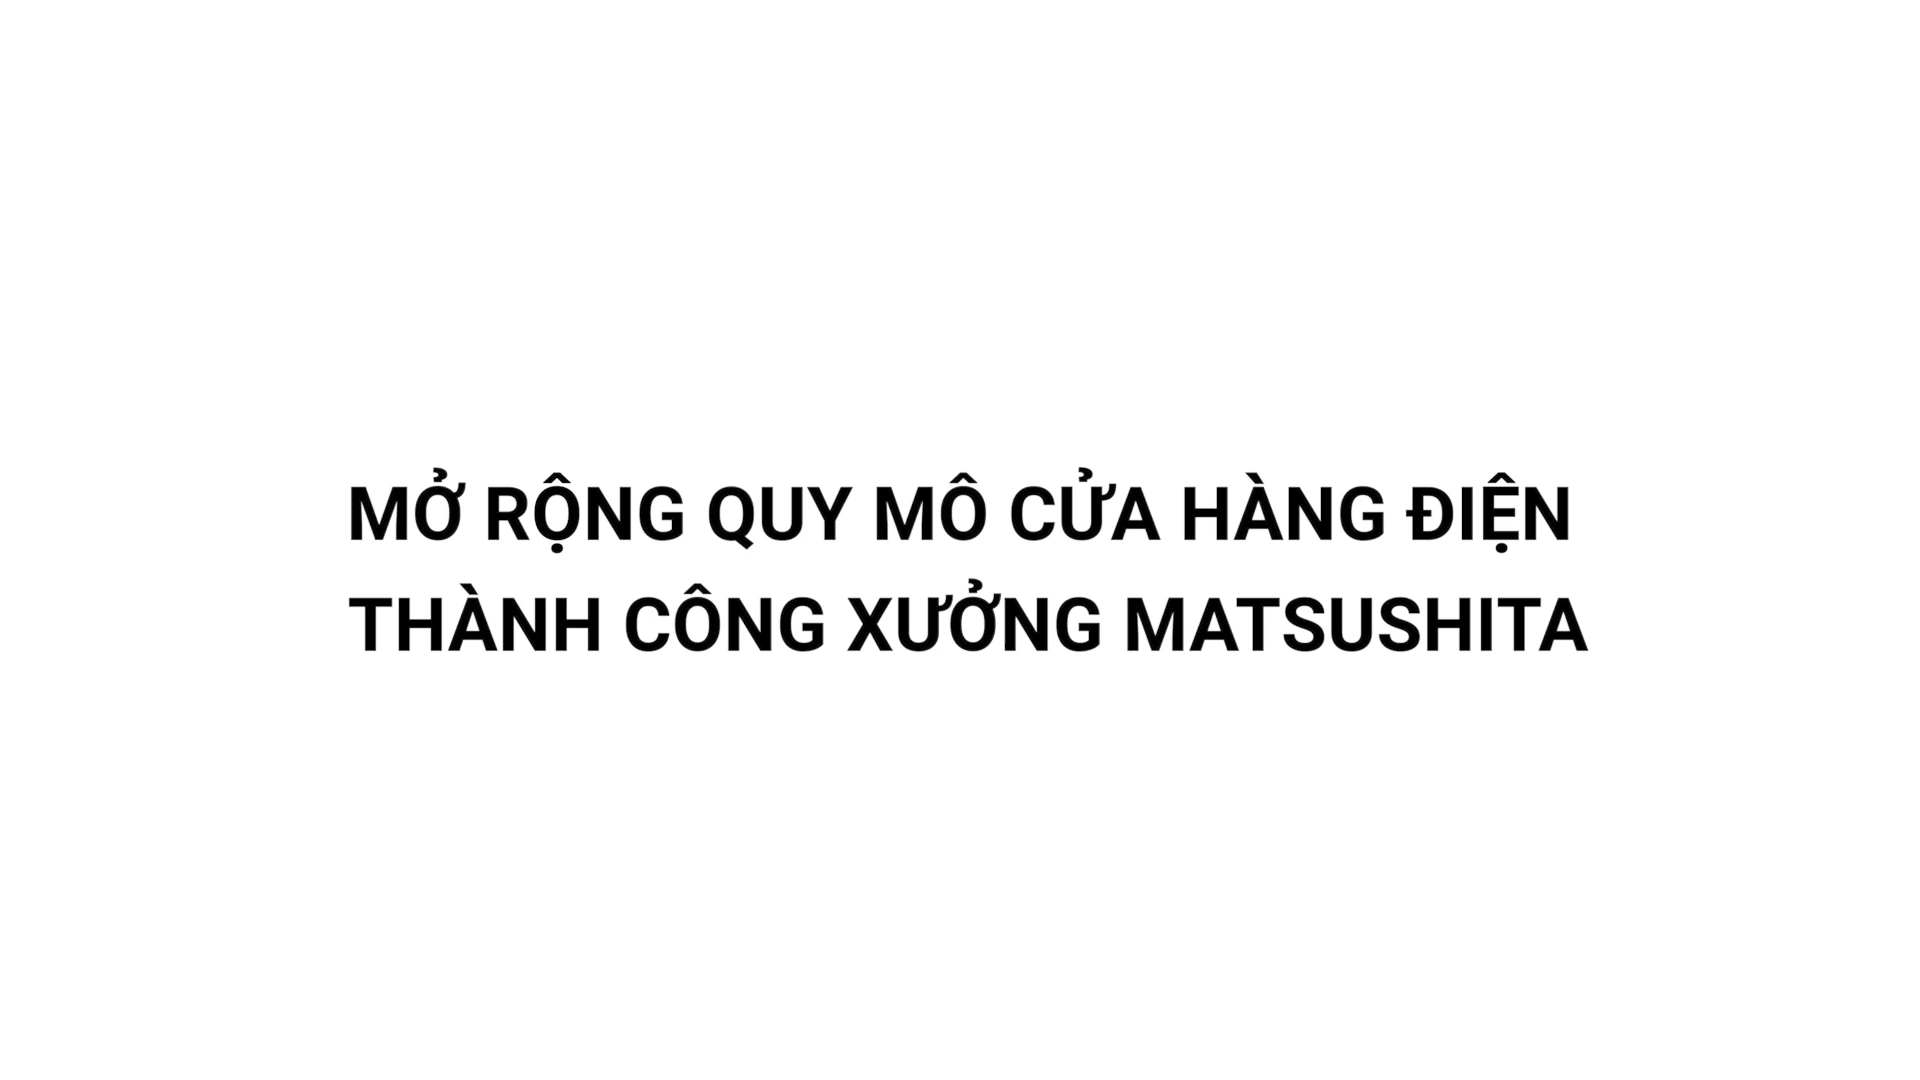 MỞ RỘNG QUY MÔ CỬA HÀNG ĐIỆN
THÀNH CÔNG XƯỞNG MATSUSHITA